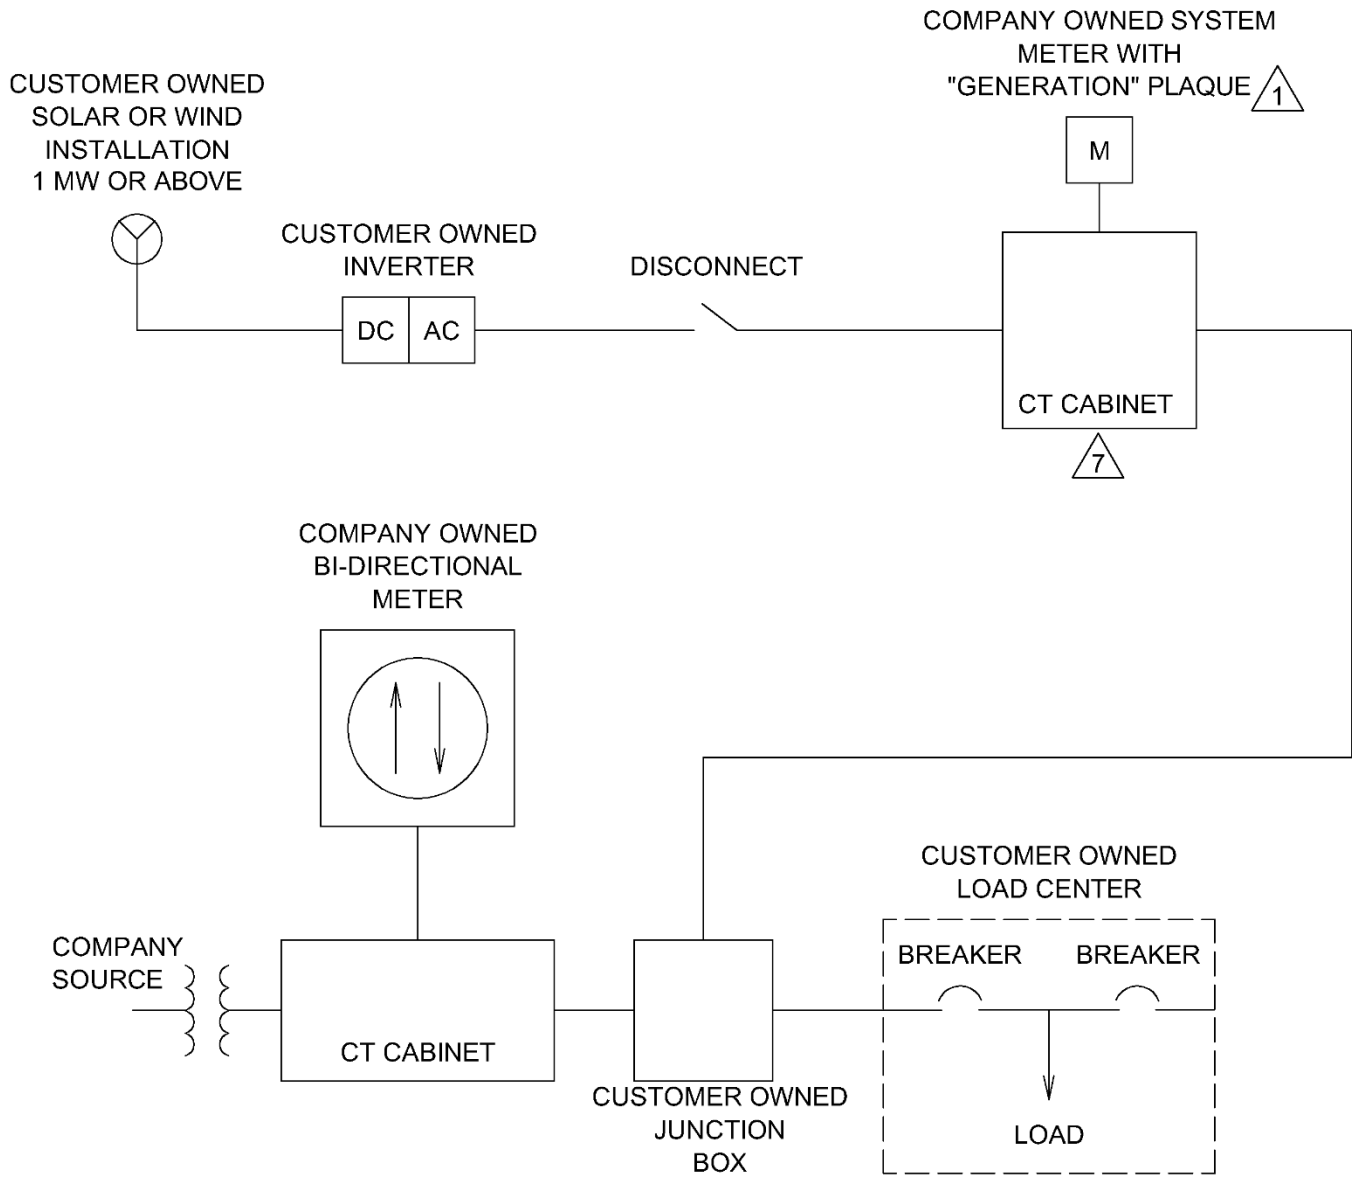 COMPANY OWNED SYSTEM
METER WITH
"GENERATION" PLAQUE 1
M
CUSTOMER OWNED
SOLAR OR WIND
INSTALLATION
1 MW OR ABOVE
CUSTOMER OWNED
INVERTER
DC AC
DISCONNECT
CT CABINET
7
COMPANY OWNED
BI-DIRECTIONAL
METER
COMPANY
SOURCE
CT CABINET
CUSTOMER OWNED
JUNCTION
BOX
CUSTOMER OWNED
LOAD CENTER
BREAKER BREAKER
LOAD